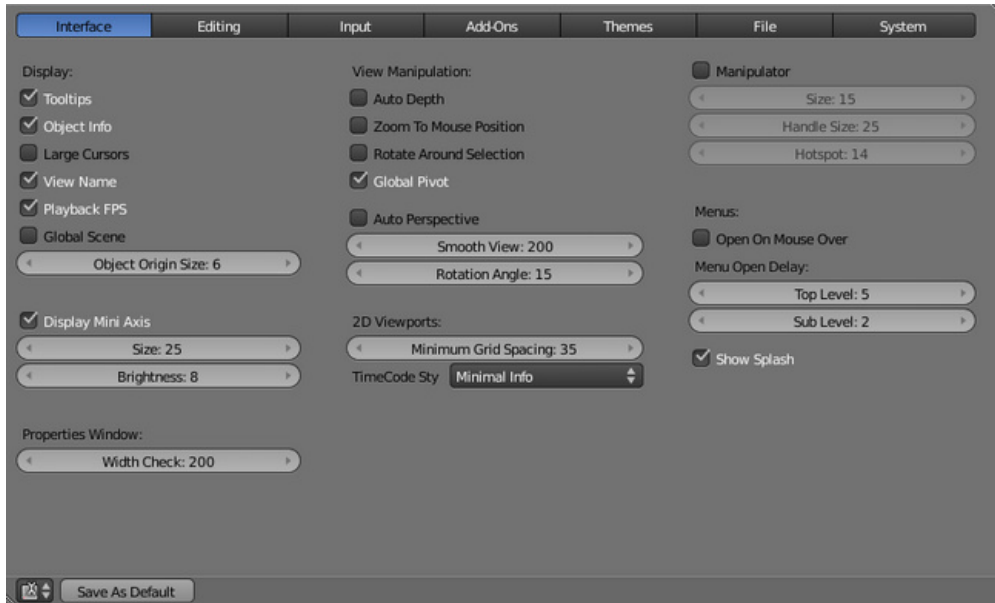 Interface
Editing
Input
Add-Ons
Themes
File
System
Display:
Tooltips
Object Info
Large Cursors
View Name
Playback FPS
Global Scene
Object Origin Size: 6
Display Mini Axis
Size: 25
Brightness: 8
Properties Window:
Width Check: 200
View Manipulation:
Auto Depth
Zoom To Mouse Position
Rotate Around Selection
Global Pivot
Auto Perspective
Smooth View: 200
Rotation Angle: 15
2D Viewports:
Minimum Grid Spacing: 35
TimeCode Sty Minimal Info
Manipulator
Size: 15
Handle Size: 25
Hotspot: 14
Menus:
Open On Mouse Over
Menu Open Delay:
Top Level: 5
Sub Level: 2
Show Splash
Save As Default